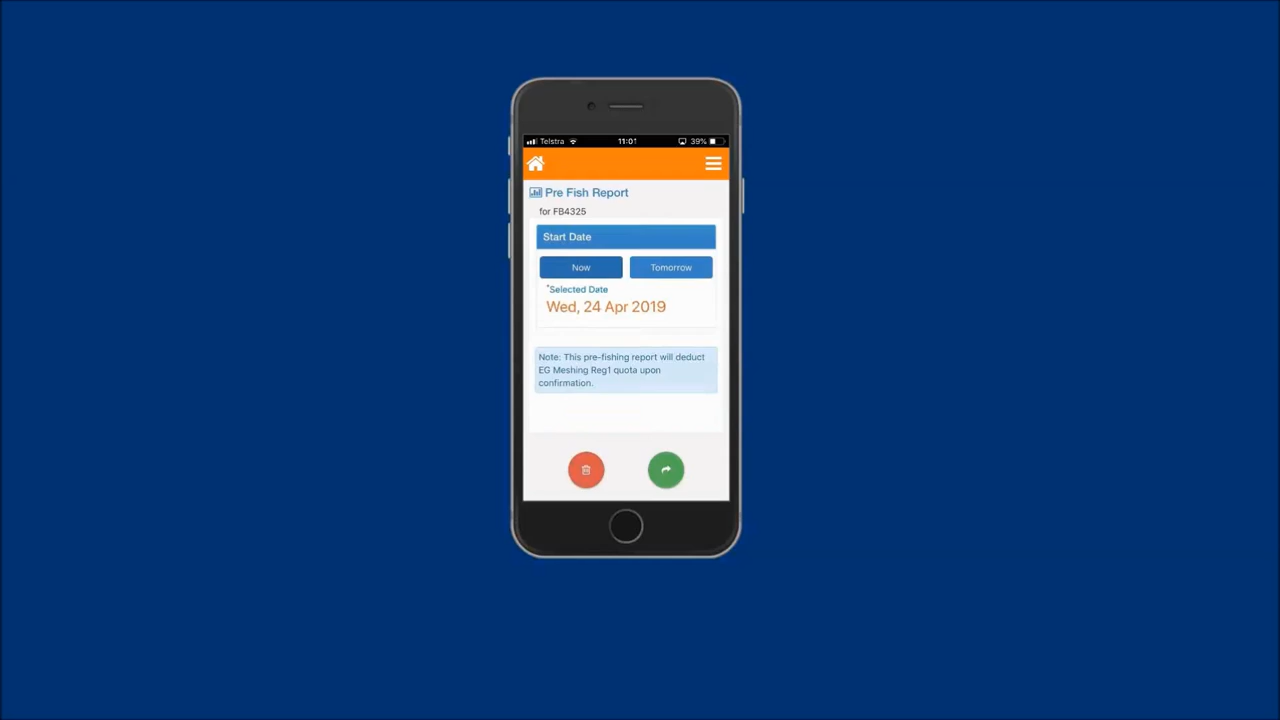 Telstra 11:01 39%
Pre Fish Report
for FB4325
Start Date
Now Tomorrow
*Selected Date
Wed, 24 Apr 2019
Note: This pre-fishing report will deduct
EG Meshing Reg1 quota upon
confirmation.